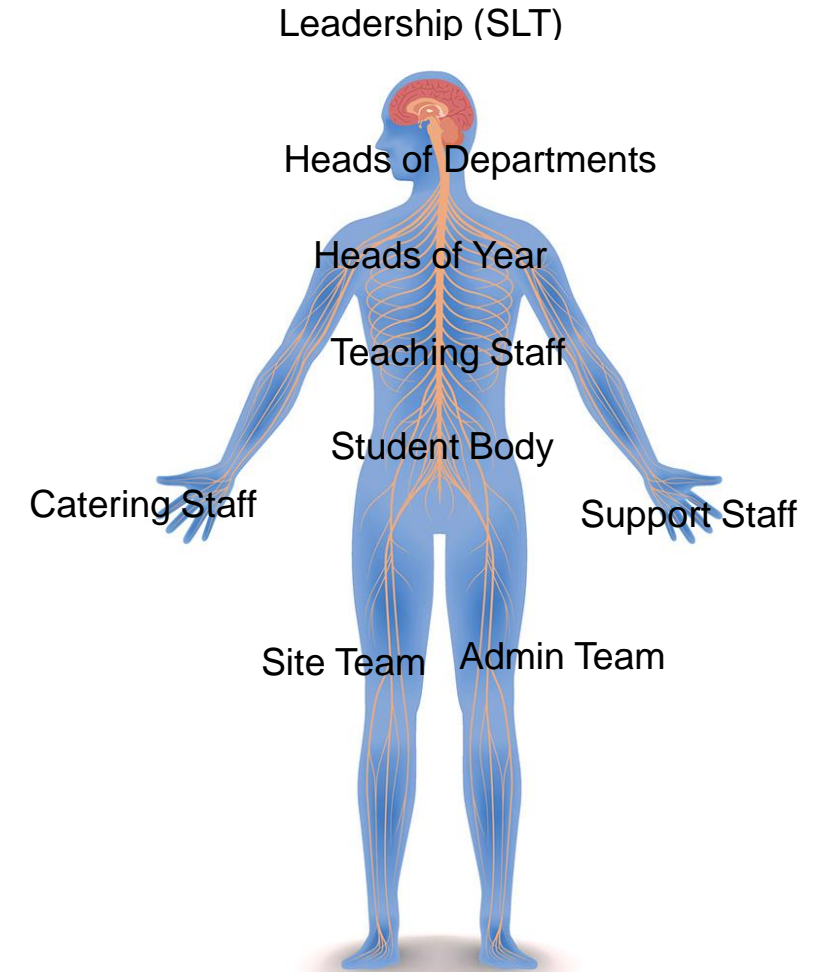 Leadership (SLT)
Heads of Departments
Heads of Year
Teaching Staff
Student Body
Catering Staff
Support Staff
Site Team
Admin Team